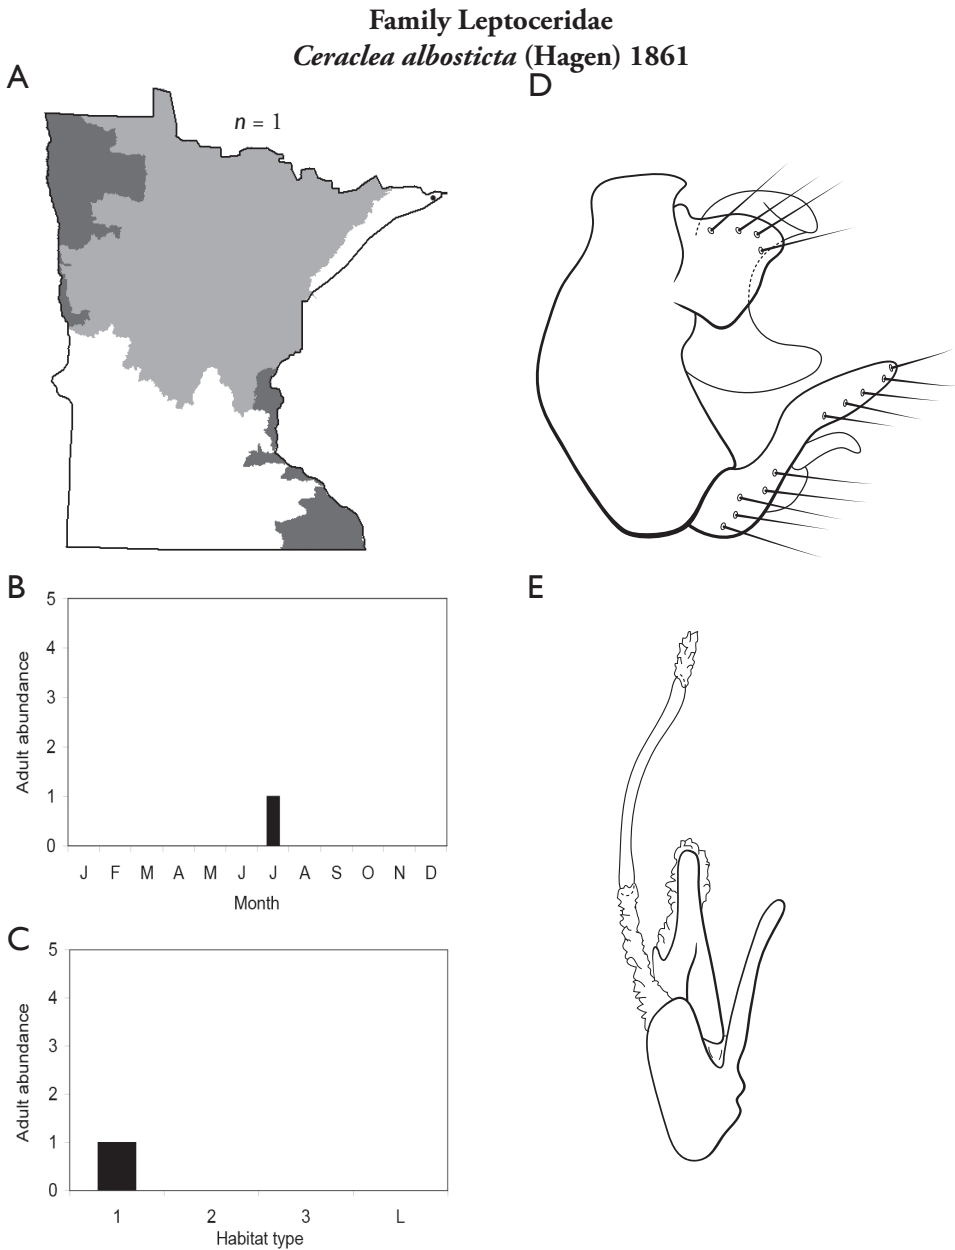 Family Leptoceridae
Ceraclea albosticta (Hagen) 1861
A
n = 1
D
B
5
4
3
2
1
0
Adult abundance
J F M A M J J A S O N D
Month
C
5
4
3
2
1
0
Adult abundance
1 2 3 L
Habitat type
E